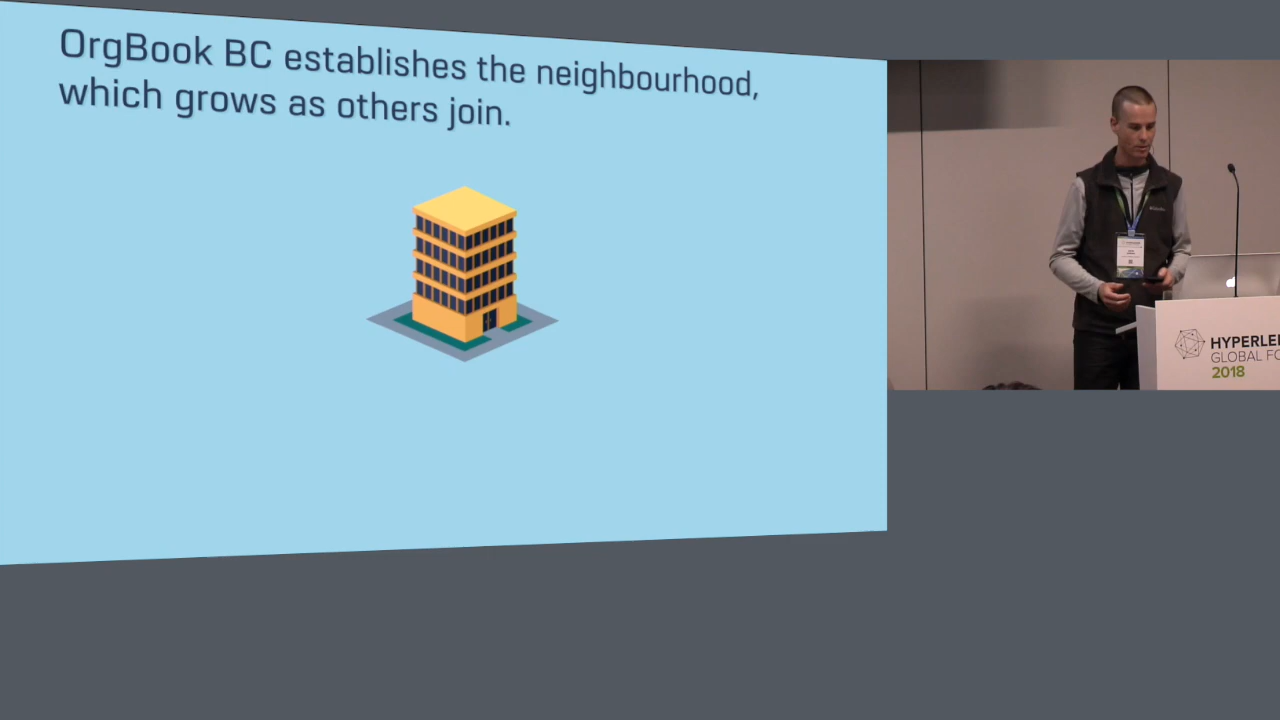 OrgBook BC establishes the neighbourhood,
which grows as others join.
HYPERLE
GLOBAL FO
2018